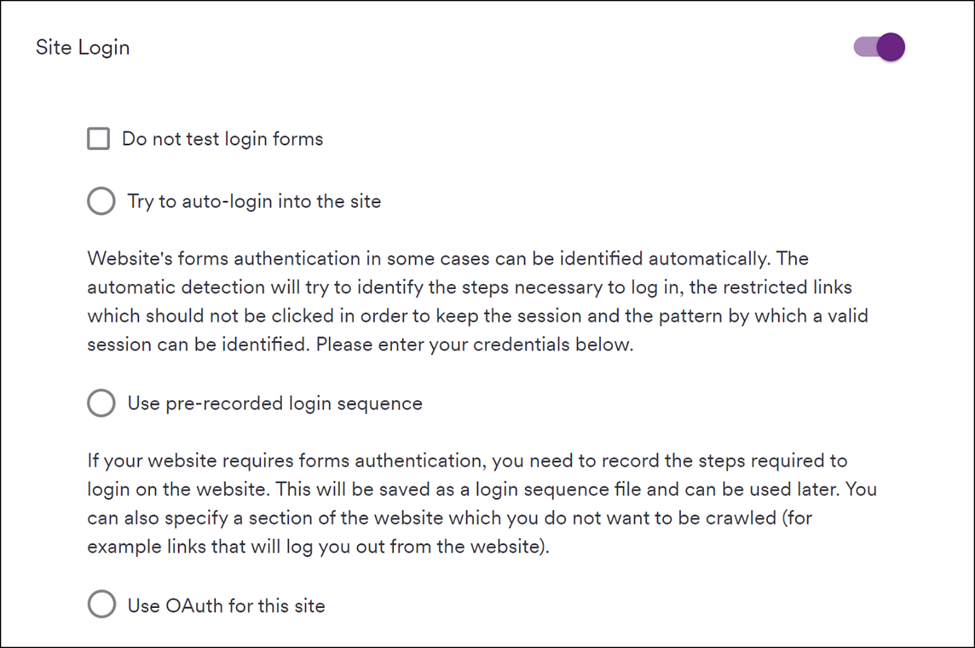 Site Login
Do not test login forms
Try to auto-login into the site
Website's forms authentication in some cases can be identified automatically. The
automatic detection will try to identify the steps necessary to log in, the restricted links
which should not be clicked in order to keep the session and the pattern by which a valid
session can be identified. Please enter your credentials below.
Use pre-recorded login sequence
If your website requires forms authentication, you need to record the steps required to
login on the website. This will be saved as a login sequence file and can be used later. You
can also specify a section of the website which you do not want to be crawled (for
example links that will log you out from the website).
Use OAuth for this site